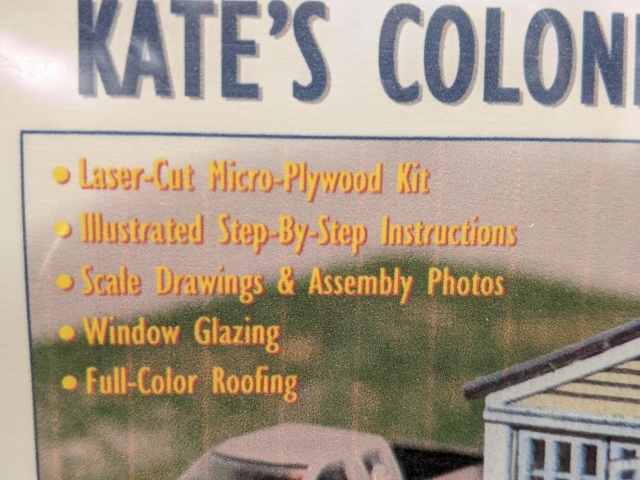 KATE'S COLONI
• Laser-Cut Micro-Plywood Kit
• Illustrated Step-By-Step Instructions
• Scale Drawings & Assembly Photos
• Window Glazing
• Full-Color Roofing